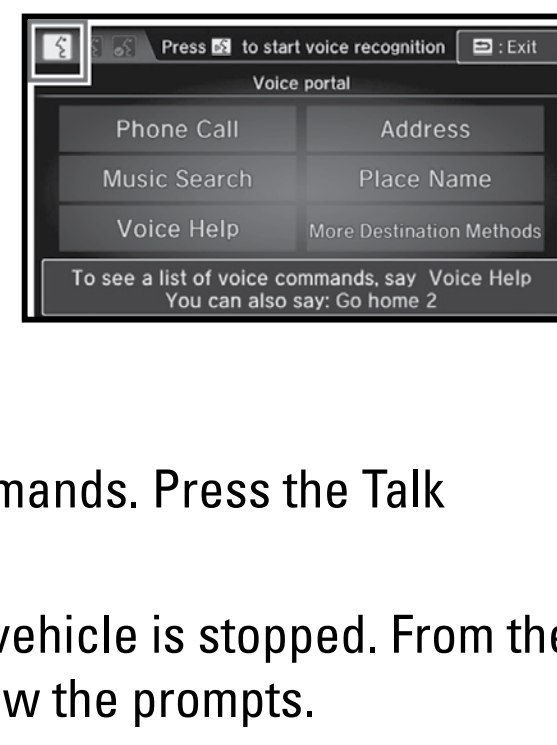 Press to start voice recognition
: Exit
Voice portal
Phone Call
Address
Music Search
Place Name
Voice Help
More Destination Methods
To see a list of voice commands, say Voice Help
You can also say: Go home 2
mands. Press the Talk
vehicle is stopped. From the
w the prompts.